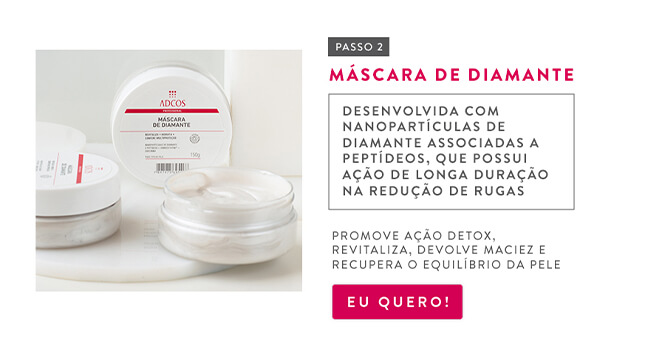 PASSO 2
MÁSCARA DE DIAMANTE
DESENVOLVIDA COM
NANOPARTÍCULAS DE
DIAMANTE ASSOCIADAS A
PEPTÍDEOS, QUE POSSUI
AÇÃO DE LONGA DURAÇÃO
NA REDUÇÃO DE RUGAS
PROMOVE AÇÃO DETOX,
REVITALIZA, DEVOLVE MACIEZ E
RECUPERA O EQUILÍBRIO DA PELE
EU QUERO!
ADCOS
PROFESSIONAL
MÁSCARA
DE DIAMANTE
150g